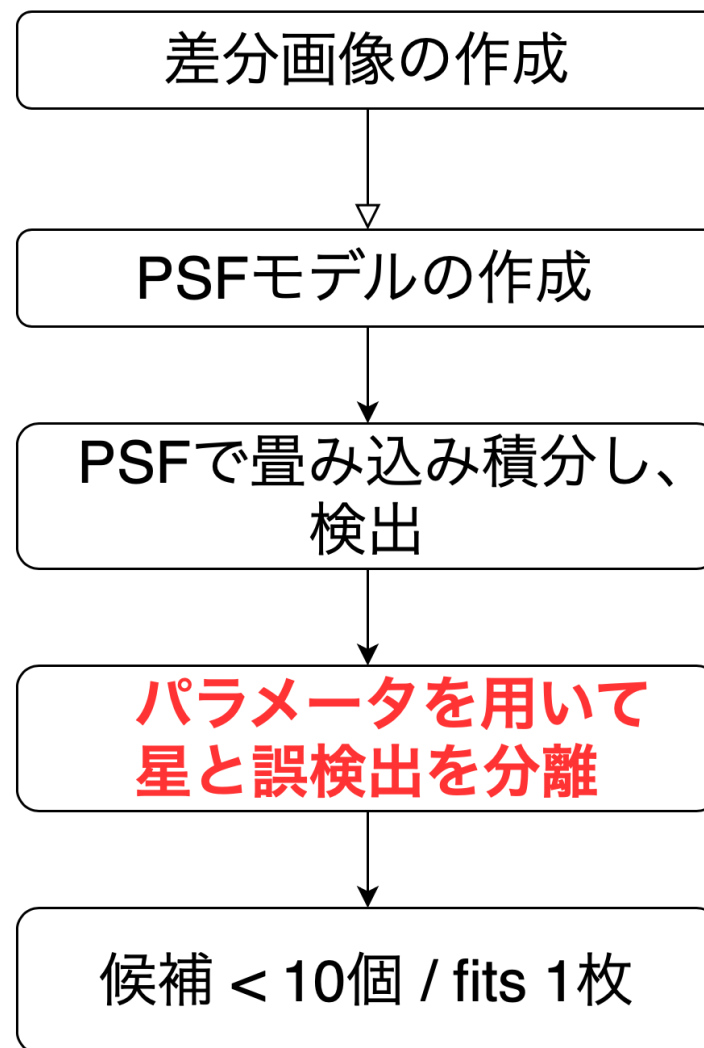 差分画像の作成
PSFモデルの作成
PSFで畳み込み積分し、
検出
パラメータを用いて
星と誤検出を分離
候補 < 10個 / fits 1枚